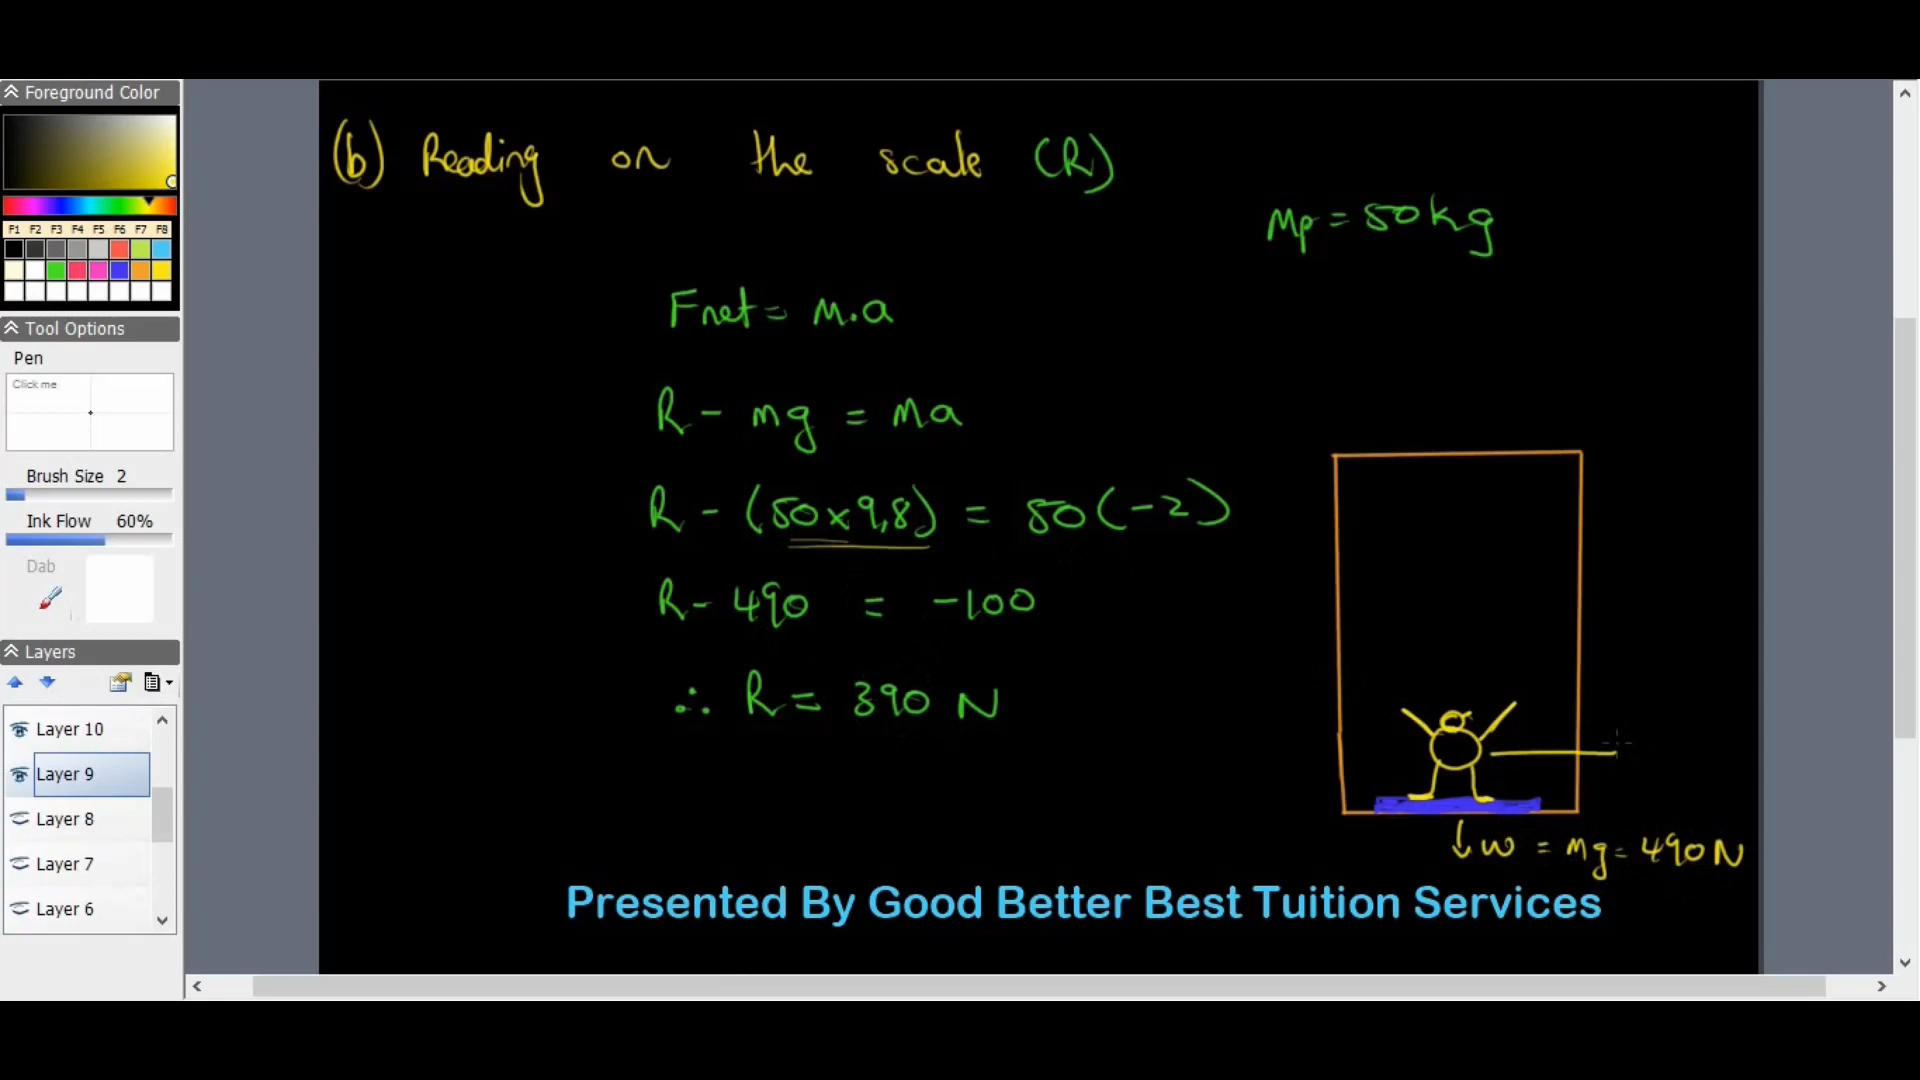 Foreground Color
F1 F2 F3 F4 F5 F6 F7 F8
Tool Options
Pen
Click me
Brush Size 2
Ink Flow 60%
Dab
Layers
Layer 10
Layer 9
Layer 8
Layer 7
Layer 6
(b) Reading on the scale (R)
Mp = 50kg
Fnet = M.a
R - mg = Ma
R - (50 × 9,8) = 50(-2)
R - 490 = -100
∴ R = 390 N
↓ W = Mg = 490 N
Presented By Good Better Best Tuition Services